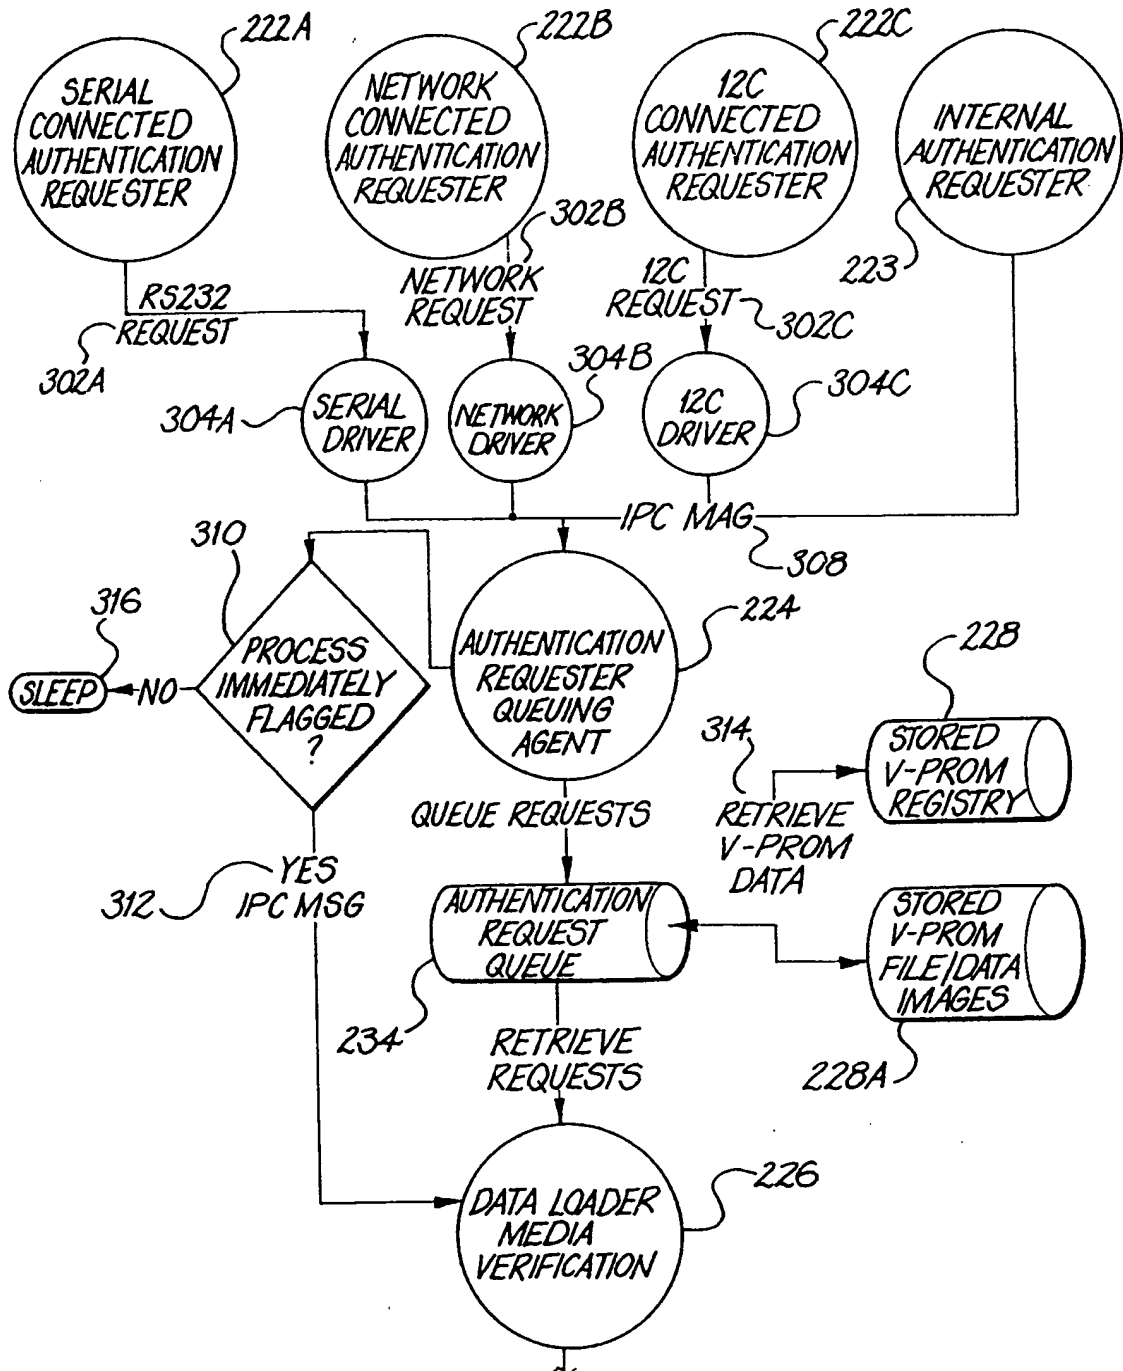 222A
222B
222C
SERIAL
CONNECTED
AUTHENTICATION
REQUESTER
NETWORK
CONNECTED
AUTHENTICATION
REQUESTER
12C
CONNECTED
AUTHENTICATION
REQUESTER
INTERNAL
AUTHENTICATION
REQUESTER
223
RS232
REQUEST
302A
302B
NETWORK
REQUEST
12C
REQUEST
302C
304A
SERIAL
DRIVER
304B
NETWORK
DRIVER
304C
12C
DRIVER
IPC MAG
308
310
316
SLEEP
NO
PROCESS
IMMEDIATELY
FLAGGED
?
224
AUTHENTICATION
REQUESTER
QUEUING
AGENT
228
STORED
V-PROM
REGISTRY
314
RETRIEVE
V-PROM
DATA
QUEUE REQUESTS
312
YES
IPC MSG
AUTHENTICATION
REQUEST
QUEUE
234
STORED
V-PROM
FILE/DATA
IMAGES
228A
RETRIEVE
REQUESTS
226
DATA LOADER
MEDIA
VERIFICATION